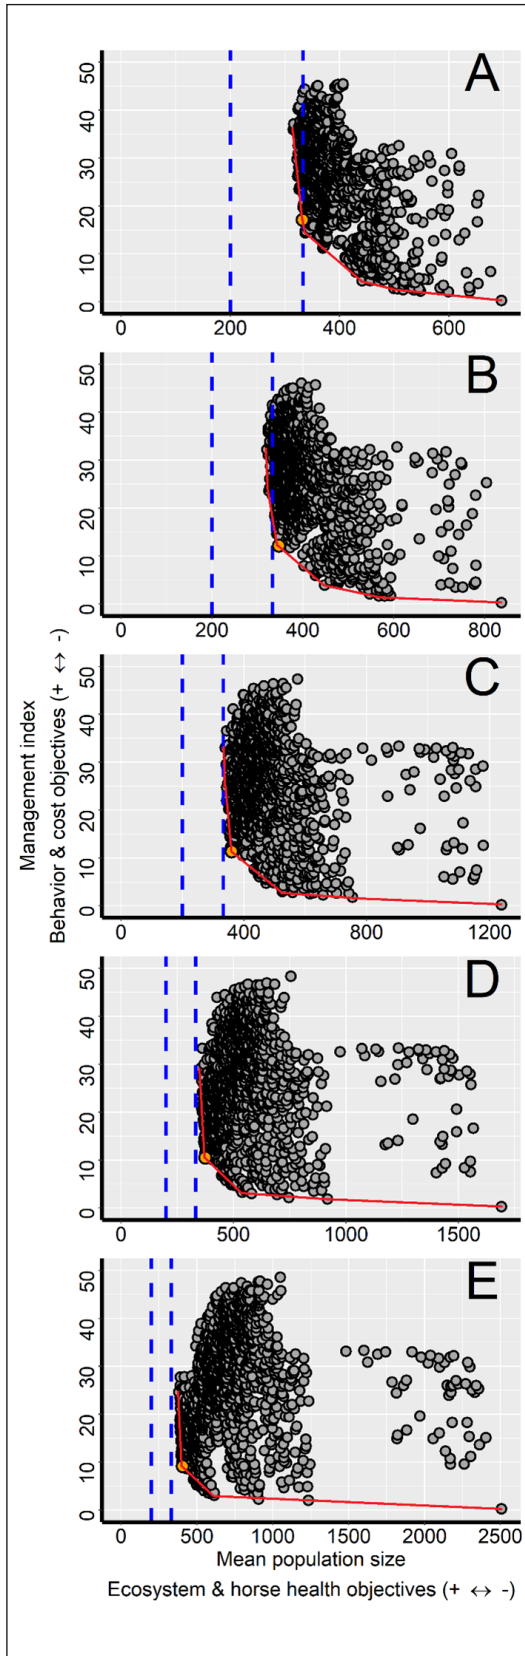 A
50
40
30
20
10
0
0 200 400 600
B
50
40
30
20
10
0
0 200 400 600 800
C
50
40
30
20
10
0
0 400 800 1200
D
50
40
30
20
10
0
0 500 1000 1500
E
50
40
30
20
10
0
0 500 1000 1500 2000 2500
Management index
Behavior & cost objectives (+ ↔ -)
Mean population size
Ecosystem & horse health objectives (+ ↔ -)